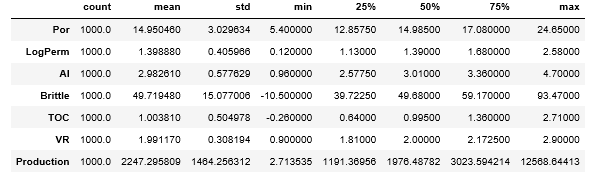 count mean std min 25% 50% 75% max
Por 1000.0 14.950460 3.029634 5.400000 12.85750 14.98500 17.080000 24.65000
LogPerm 1000.0 1.398880 0.405966 0.120000 1.13000 1.39000 1.680000 2.58000
AI 1000.0 2.982610 0.577629 0.960000 2.57750 3.01000 3.360000 4.70000
Brittle 1000.0 49.719480 15.077006 -10.500000 39.72250 49.68000 59.170000 93.47000
TOC 1000.0 1.003810 0.504978 -0.260000 0.64000 0.99500 1.360000 2.71000
VR 1000.0 1.991170 0.308194 0.900000 1.81000 2.00000 2.172500 2.90000
Production 1000.0 2247.295809 1464.256312 2.713535 1191.36956 1976.48782 3023.594214 12568.64413